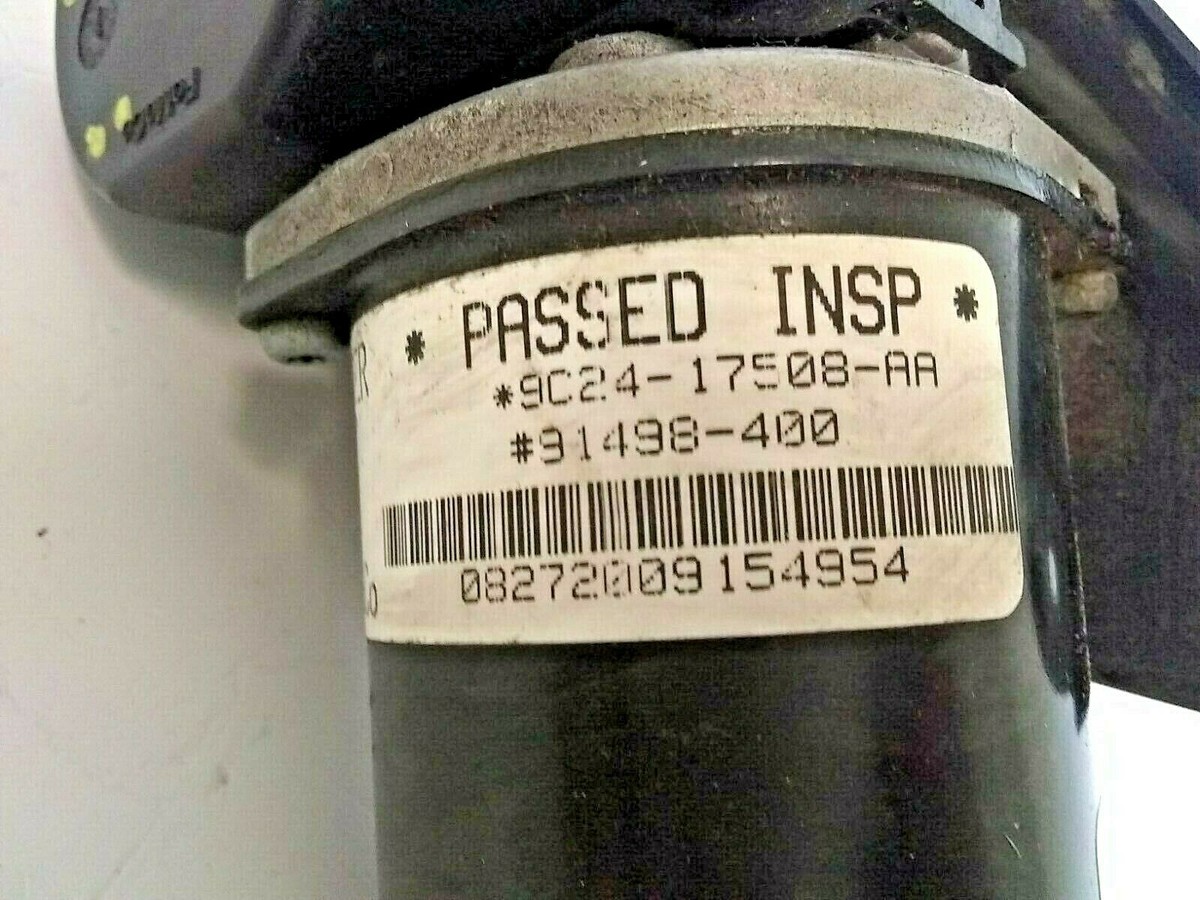 * PASSED INSP *
*9C24-17508-AA
#91498-400
08272009154954